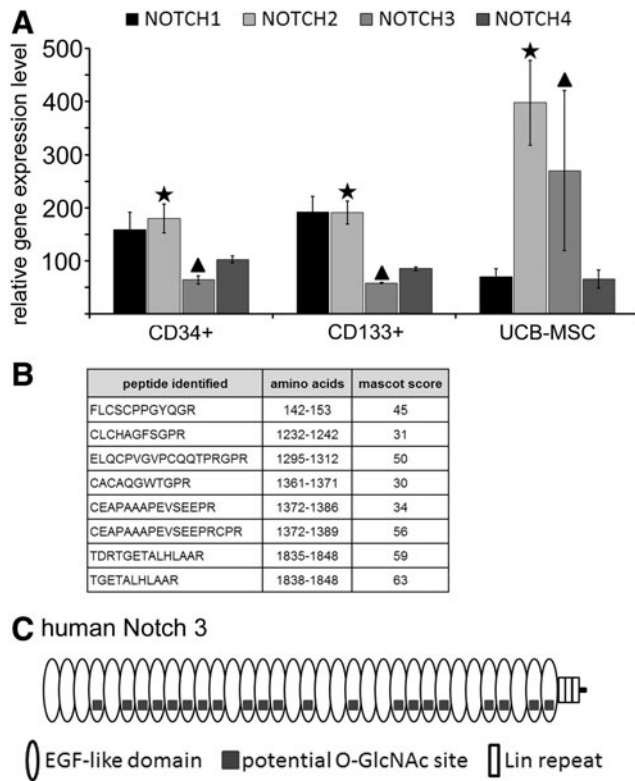 A
NOTCH1 NOTCH2 NOTCH3 NOTCH4
relative gene expression level
500
400
300
200
100
CD34+ CD133+ UCB-MSC
B
peptide identified amino acids mascot score
FLCSCPPGYQGR 142-153 45
CLCHAGFSGPR 1232-1242 31
ELQCPVGVPCQQTPRGPR 1295-1312 50
CACAQGWTGPR 1361-1371 30
CEAPAAAPEVSEEPR 1372-1386 34
CEAPAAAPEVSEEPRCPR 1372-1389 56
TDRTGETALHLAAR 1835-1848 59
TGETALHLAAR 1838-1848 63
C human Notch 3
EGF-like domain potential O-GlcNAc site Lin repeat